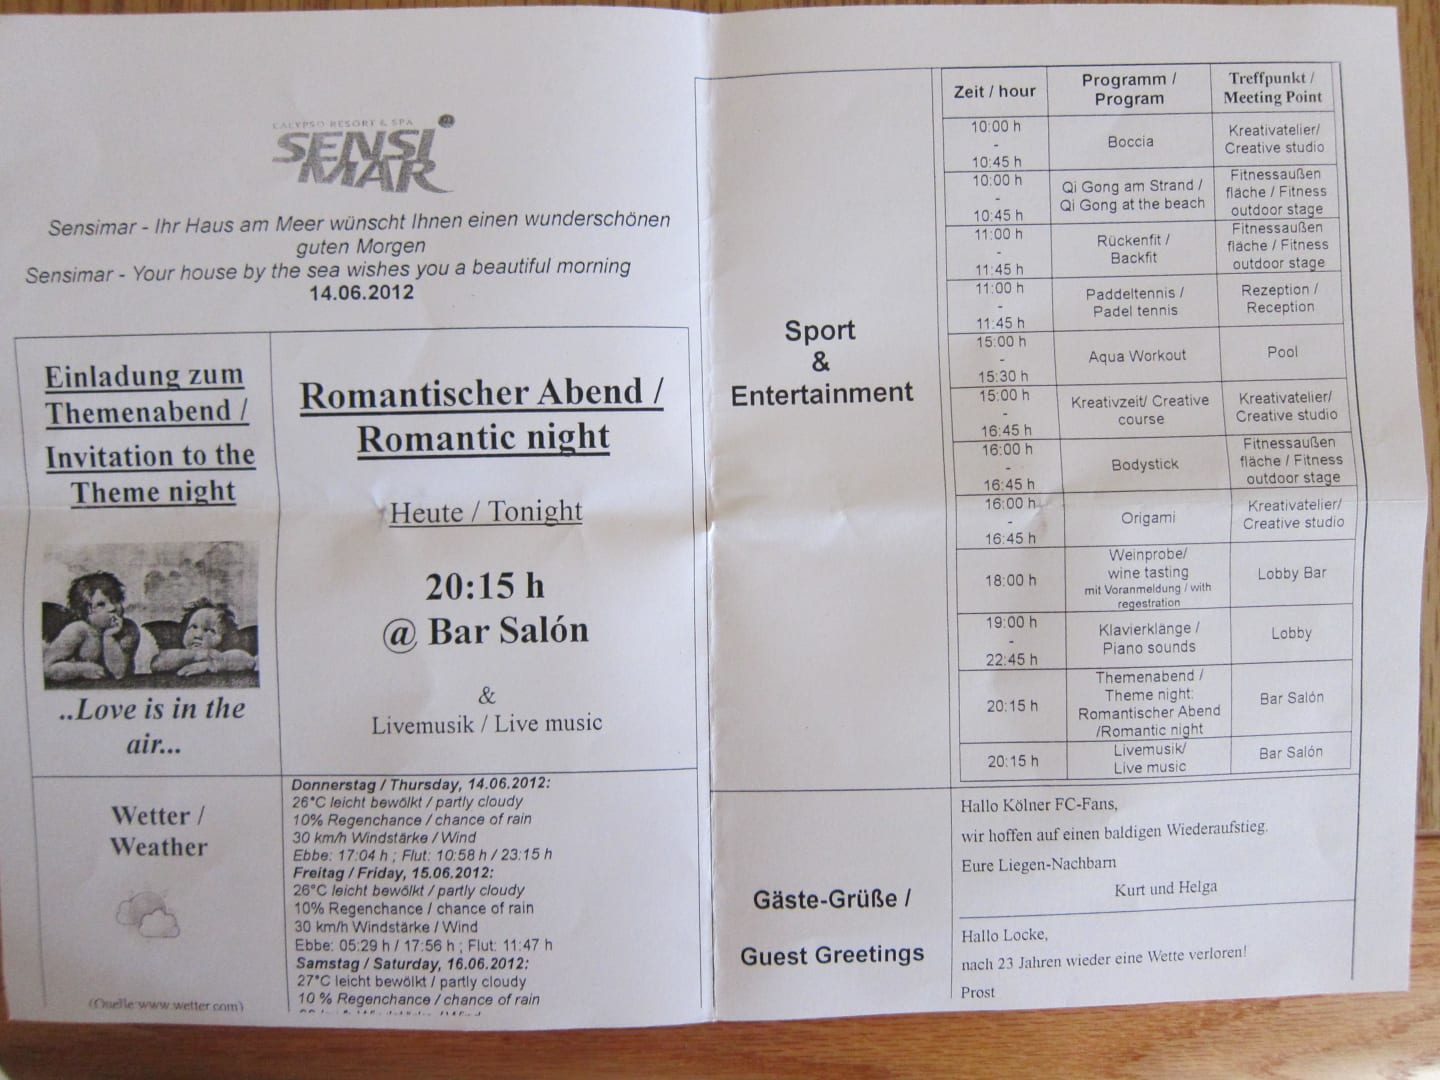 CALYPSO RESORT & SPA
SENSI
MAR
Sensimar - Ihr Haus am Meer wünscht Ihnen einen wunderschönen
guten Morgen
Sensimar - Your house by the sea wishes you a beautiful morning
14.06.2012
Einladung zum
Themenabend /
Invitation to the
Theme night
..Love is in the
air...
Romantischer Abend /
Romantic night
Heute / Tonight
20:15 h
@ Bar Salón
&
Livemusik / Live music
Wetter /
Weather
(Quelle:www.wetter.com)
Donnerstag / Thursday, 14.06.2012:
26°C leicht bewölkt / partly cloudy
10% Regenchance / chance of rain
30 km/h Windstärke / Wind
Ebbe: 17:04 h ; Flut: 10:58 h / 23:15 h
Freitag / Friday, 15.06.2012:
26°C leicht bewölkt / partly cloudy
10% Regenchance / chance of rain
30 km/h Windstärke / Wind
Ebbe: 05:29 h / 17:56 h ; Flut: 11:47 h
Samstag / Saturday, 16.06.2012:
27°C leicht bewölkt / partly cloudy
10 % Regenchance / chance of rain
Sport
&
Entertainment
Zeit / hour
Programm /
Program
Treffpunkt /
Meeting Point
10:00 h
-
10:45 h
Boccia
Kreativatelier/
Creative studio
10:00 h
-
10:45 h
Qi Gong am Strand /
Qi Gong at the beach
Fitnessaußen
fläche / Fitness
outdoor stage
11:00 h
-
11:45 h
Rückenfit /
Backfit
Fitnessaußen
fläche / Fitness
outdoor stage
11:00 h
-
11:45 h
Paddeltennis /
Padel tennis
Rezeption /
Reception
15:00 h
-
15:30 h
Aqua Workout
Pool
15:00 h
-
16:45 h
Kreativzeit/ Creative
course
Kreativatelier/
Creative studio
16:00 h
-
16:45 h
Bodystick
Fitnessaußen
fläche / Fitness
outdoor stage
16:00 h
-
16:45 h
Origami
Kreativatelier/
Creative studio
18:00 h
Weinprobe/
wine tasting
mit Voranmeldung / with
regestration
Lobby Bar
19:00 h
-
22:45 h
Klavierklänge /
Piano sounds
Lobby
20:15 h
Themenabend /
Theme night:
Romantischer Abend
/Romantic night
Bar Salón
20:15 h
Livemusik/
Live music
Bar Salón
Gäste-Grüße /
Guest Greetings
Hallo Kölner FC-Fans,
wir hoffen auf einen baldigen Wiederaufstieg.
Eure Liegen-Nachbarn
Kurt und Helga
Hallo Locke,
nach 23 Jahren wieder eine Wette verloren!
Prost